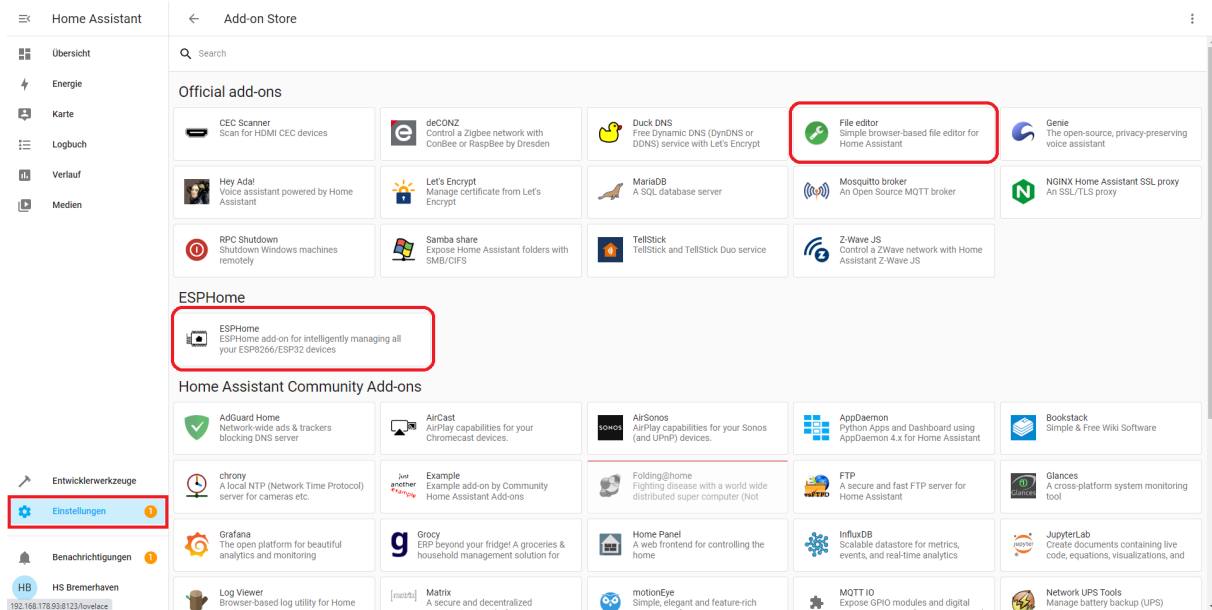 Home Assistant
Add-on Store
Übersicht
Energie
Karte
Logbuch
Verlauf
Medien
Entwicklerwerkzeuge
Einstellungen
1
Benachrichtigungen
1
HB
HS Bremerhaven
192.168.178.93:8123/lovelace
Search
Official add-ons
CEC Scanner
Scan for HDMI CEC devices
deCONZ
Control a Zigbee network with
ConBee or RaspBee by Dresden
Duck DNS
Free Dynamic DNS (DynDNS or
DDNS) service with Let's Encrypt
File editor
Simple browser-based file editor for
Home Assistant
Genie
The open-source, privacy-preserving
voice assistant
Hey Ada!
Voice assistant powered by Home
Assistant
Let's Encrypt
Manage certificate from Let's
Encrypt
MariaDB
A SQL database server
Mosquitto broker
An Open Source MQTT broker
NGINX Home Assistant SSL proxy
An SSL/TLS proxy
RPC Shutdown
Shutdown Windows machines
remotely
Samba share
Expose Home Assistant folders with
SMB/CIFS
TellStick
TellStick and TellStick Duo service
Z-Wave JS
Control a ZWave network with Home
Assistant Z-Wave JS
ESPHome
ESPHome
ESPHome add-on for intelligently managing all
your ESP8266/ESP32 devices
Home Assistant Community Add-ons
AdGuard Home
Network-wide ads & trackers
blocking DNS server
AirCast
AirPlay capabilities for your
Chromecast devices.
SONOS
AirSonos
AirPlay capabilities for your Sonos
(and UPnP) devices.
AppDaemon
Python Apps and Dashboard using
AppDaemon 4.x for Home Assistant
Bookstack
Simple & Free Wiki Software
chrony
A local NTP (Network Time Protocol)
server for cameras etc.
just
another
example
Example
Example add-on by Community
Home Assistant Add-ons
Folding@home
Fighting disease with a world wide
distributed super computer (Not
vsFTPD
FTP
A secure and fast FTP server for
Home Assistant
Glances
Glances
A cross-platform system monitoring
tool
Grafana
The open platform for beautiful
analytics and monitoring
g
Grocy
ERP beyond your fridge! A groceries &
household management solution for
Home Panel
A web frontend for controlling the
home
InfluxDB
Scalable datastore for metrics,
events, and real-time analytics
jupyter
JupyterLab
Create documents containing live
code, equations, visualizations, and
Log Viewer
Browser-based log utility for Home
[matrix]
Matrix
A secure and decentralized
motionEye
Simple, elegant and feature-rich
MQTT IO
Expose GPIO modules and digital
Network UPS Tools
Manage battery backup (UPS)